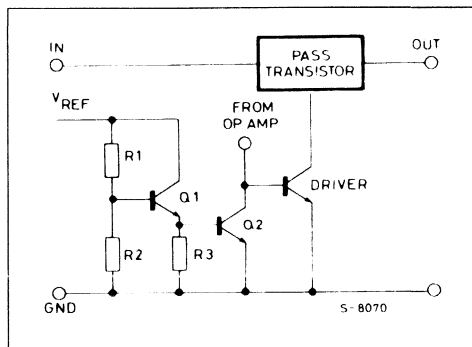 IN
PASS
TRANSISTOR
OUT
VREF
FROM
OP AMP
R1
Q1
DRIVER
Q2
R2
R3
GND
S-8070